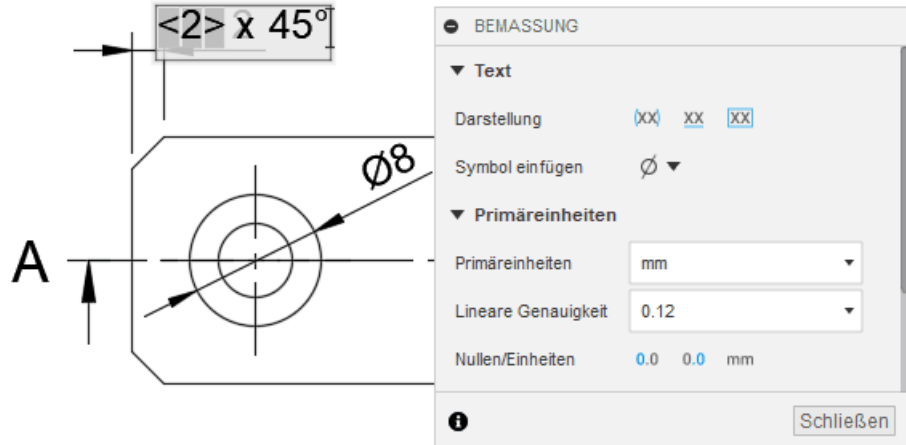 <2> x 45°
Ø8
A
BEMASSUNG
Text
Darstellung (XX) XX XX
Symbol einfügen Ø
Primäreinheiten
Primäreinheiten mm
Lineare Genauigkeit 0.12
Nullen/Einheiten 0.0 0.0 mm
Schließen